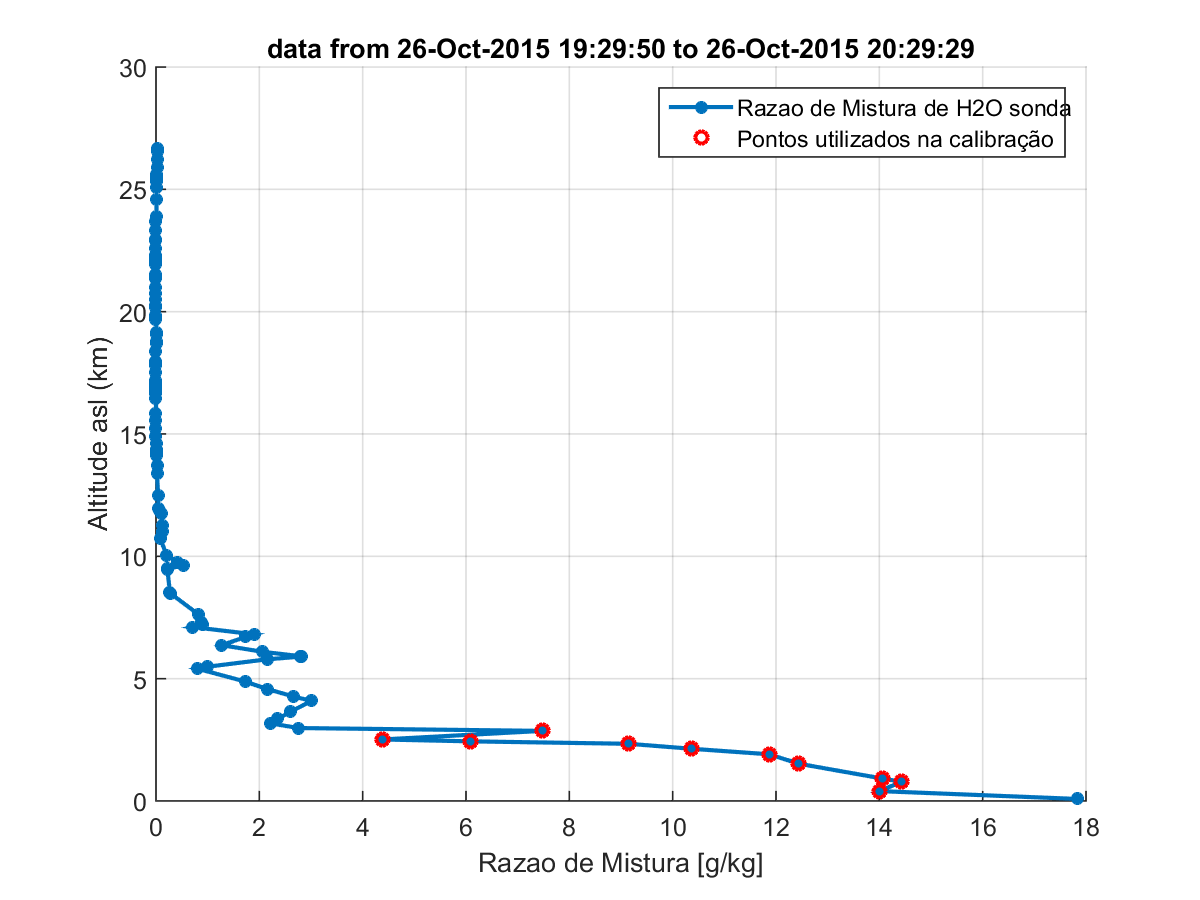 data from 26-Oct-2015 19:29:50 to 26-Oct-2015 20:29:29
Razao de Mistura de H2O sonda
Pontos utilizados na calibração
30
25
20
15
10
5
0
Altitude asl (km)
0 2 4 6 8 10 12 14 16 18
Razao de Mistura [g/kg]